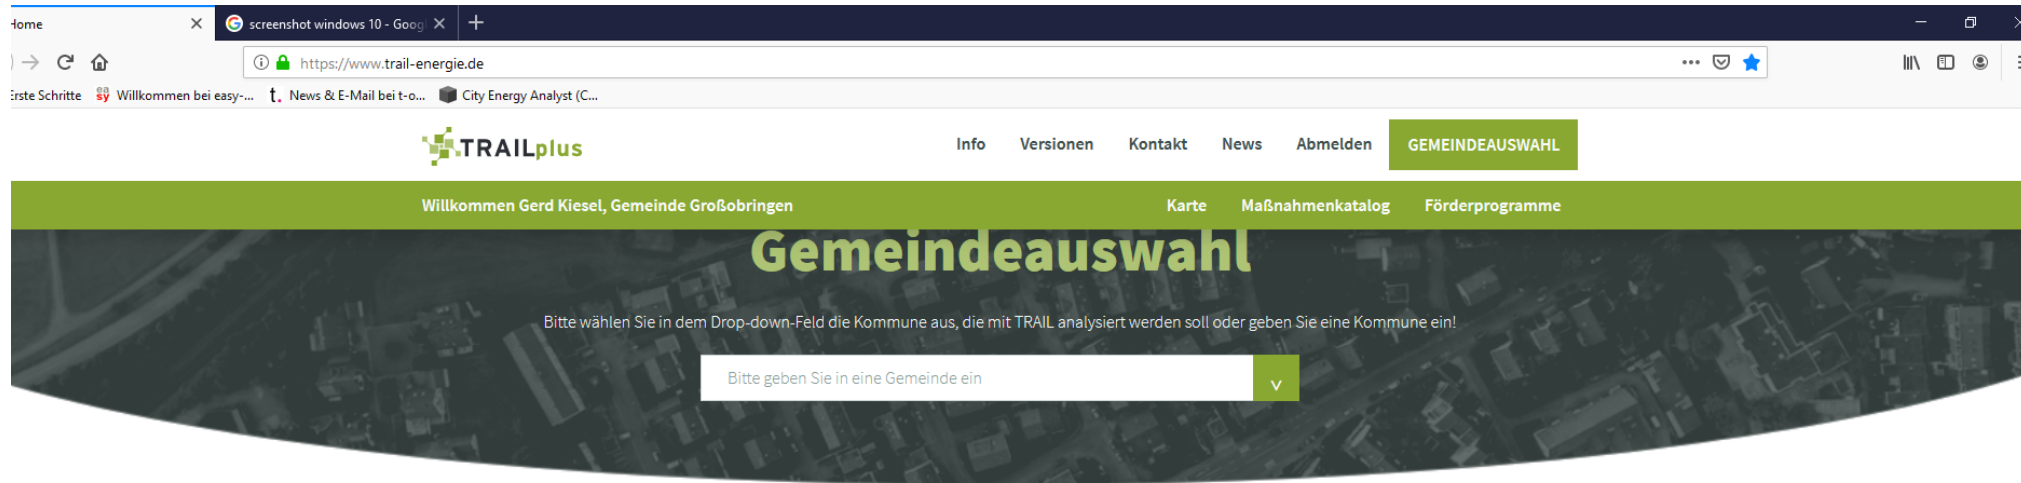 Home
screenshot windows 10 - Goog
https://www.trail-energie.de
Erste Schritte Willkommen bei easy-... News & E-Mail bei t-o... City Energy Analyst (C...
TRAILplus Info Versionen Kontakt News Abmelden GEMEINDEAUSWAHL
Willkommen Gerd Kiesel, Gemeinde Großobringen Karte Maßnahmenkatalog Förderprogramme
Gemeindeauswahl
Bitte wählen Sie in dem Drop-down-Feld die Kommune aus, die mit TRAIL analysiert werden soll oder geben Sie eine Kommune ein!
Bitte geben Sie in eine Gemeinde ein